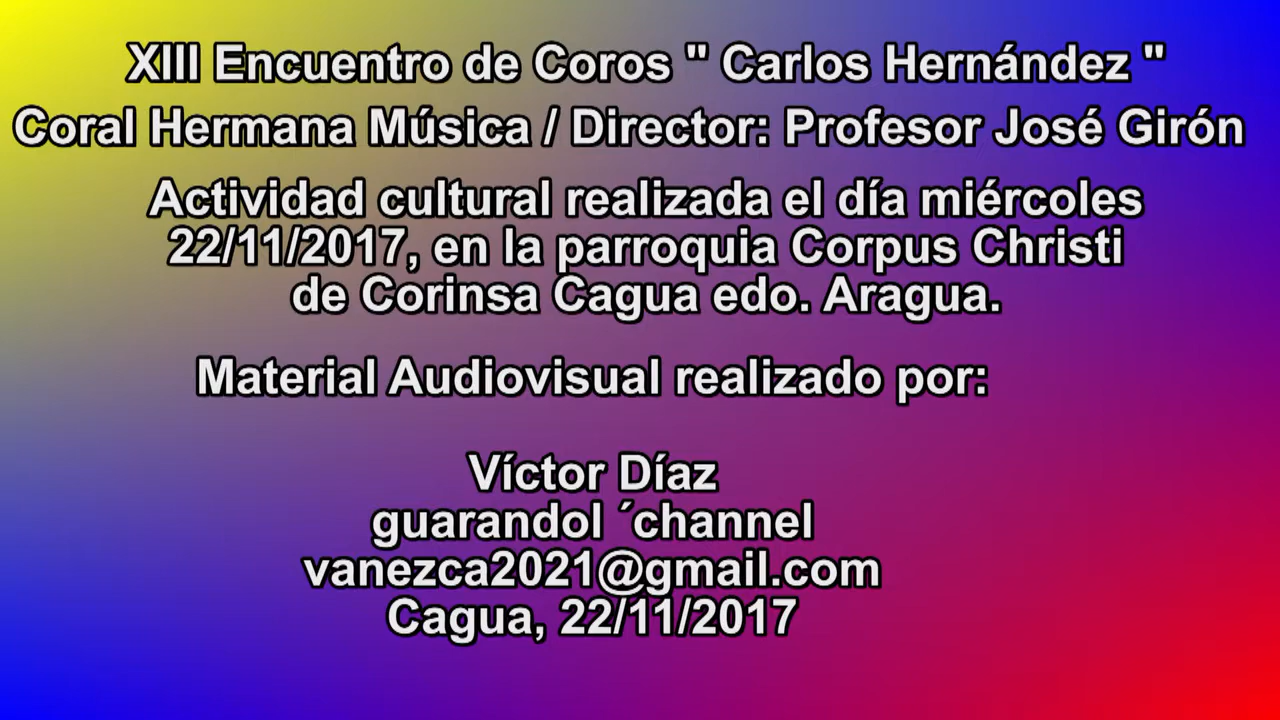 XIII Encuentro de Coros " Carlos Hernández "
Coral Hermana Música / Director: Profesor José Girón
Actividad cultural realizada el día miércoles
22/11/2017, en la parroquia Corpus Christi
de Corinsa Cagua edo. Aragua.
Material Audiovisual realizado por:
Víctor Díaz
guarandol ´channel
vanezca2021@gmail.com
Cagua, 22/11/2017